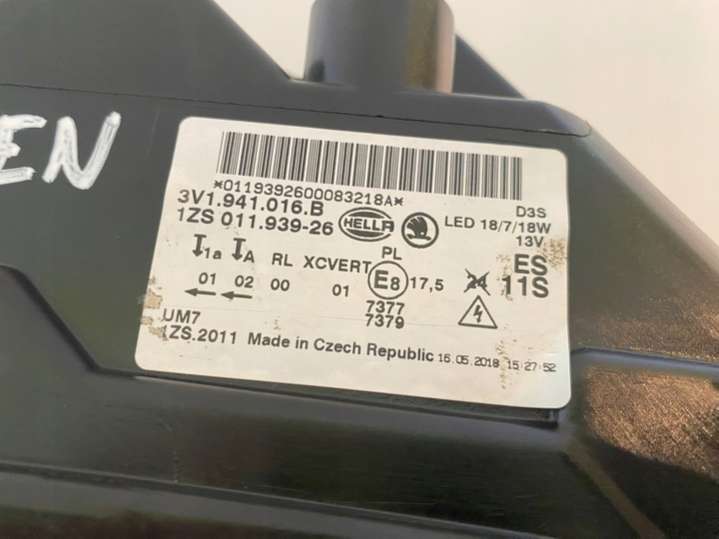 EN
*0119392600083218A*
3V1.941.016.B
1ZS 011.939-26 HELLA LED 18/7/18W
D3S
13V
1a A RL XCVERT PL ES
01 02 00 01 E8 17,5 24 11S
7377
7379
UM7
1ZS.2011 Made in Czech Republic 16.05.2018 15:27:52